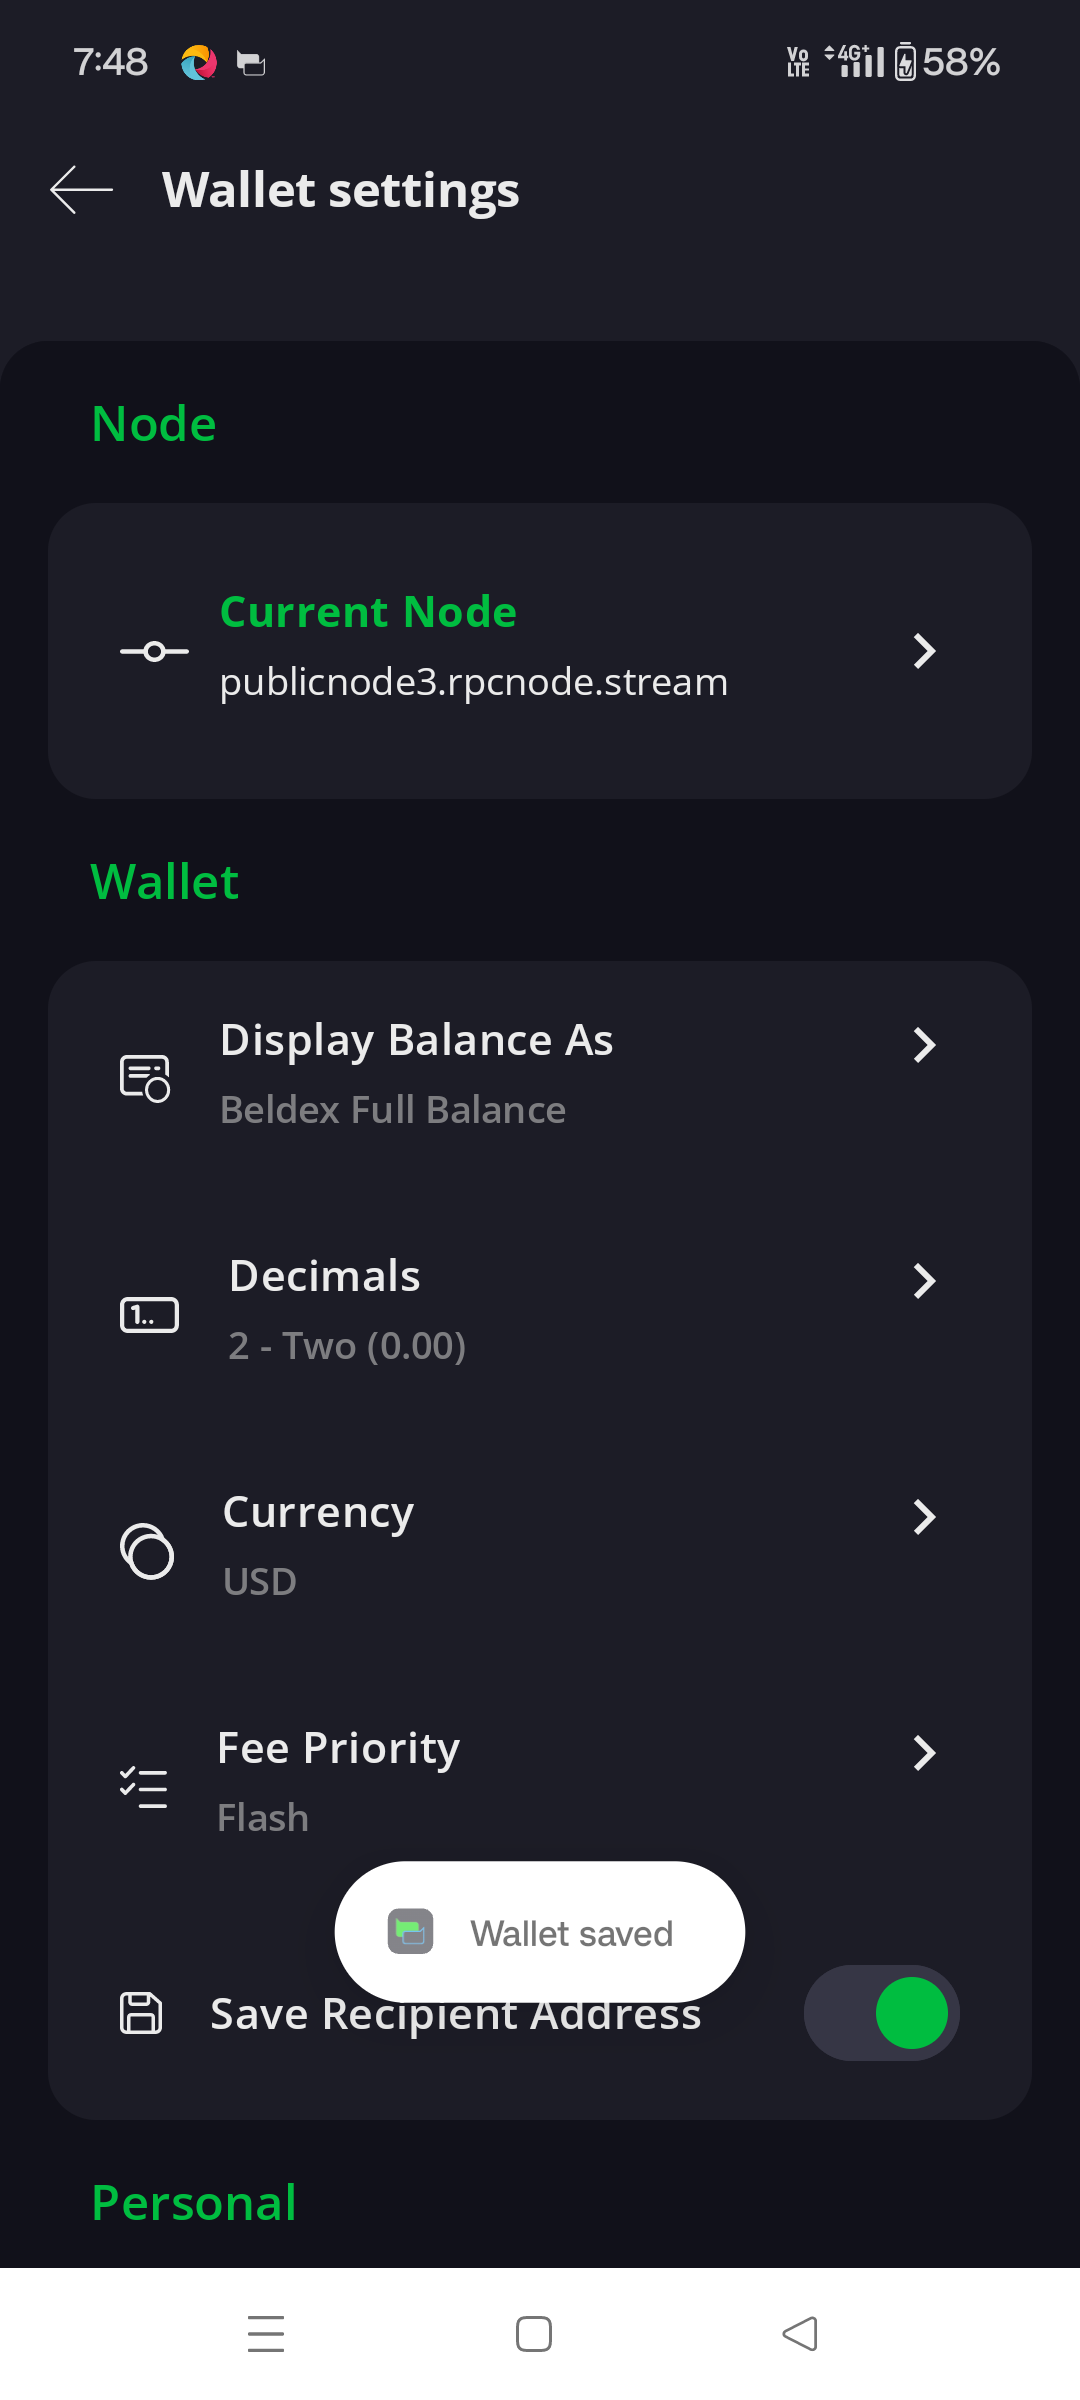 7:48 Vo LTE 4G+ 58%
Wallet settings
Node
Current Node
publicnode3.rpcnode.stream
Wallet
Display Balance As
Beldex Full Balance
1..
Decimals
2 - Two (0.00)
Currency
USD
Fee Priority
Flash
Wallet saved
Save Recipient Address
Personal